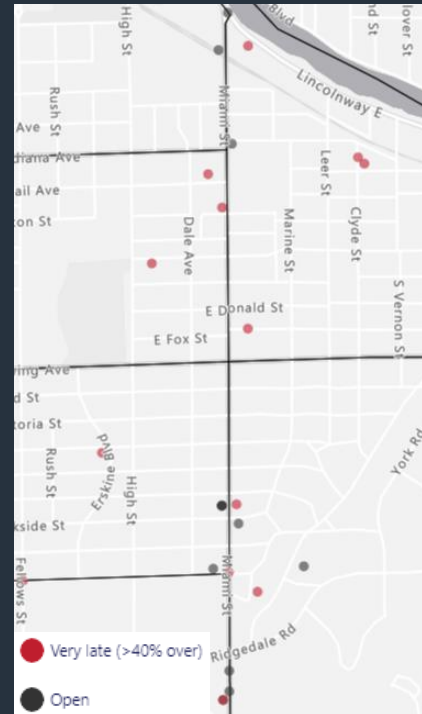 Blvd
nd St
lover St
High St
Lincolnway E
Rush St
Miami St
Ave
diana Ave
Leer St
ail Ave
ton St
Clyde St
Dale Ave
Marine St
S Vernon St
E Donald St
E Fox St
ving Ave
d St
toria St
York Rd
Erskine Blvd
Rush St
High St
kside St
Fellows St
Miami St
Ridgedale Rd
Very late (>40% over)
Open